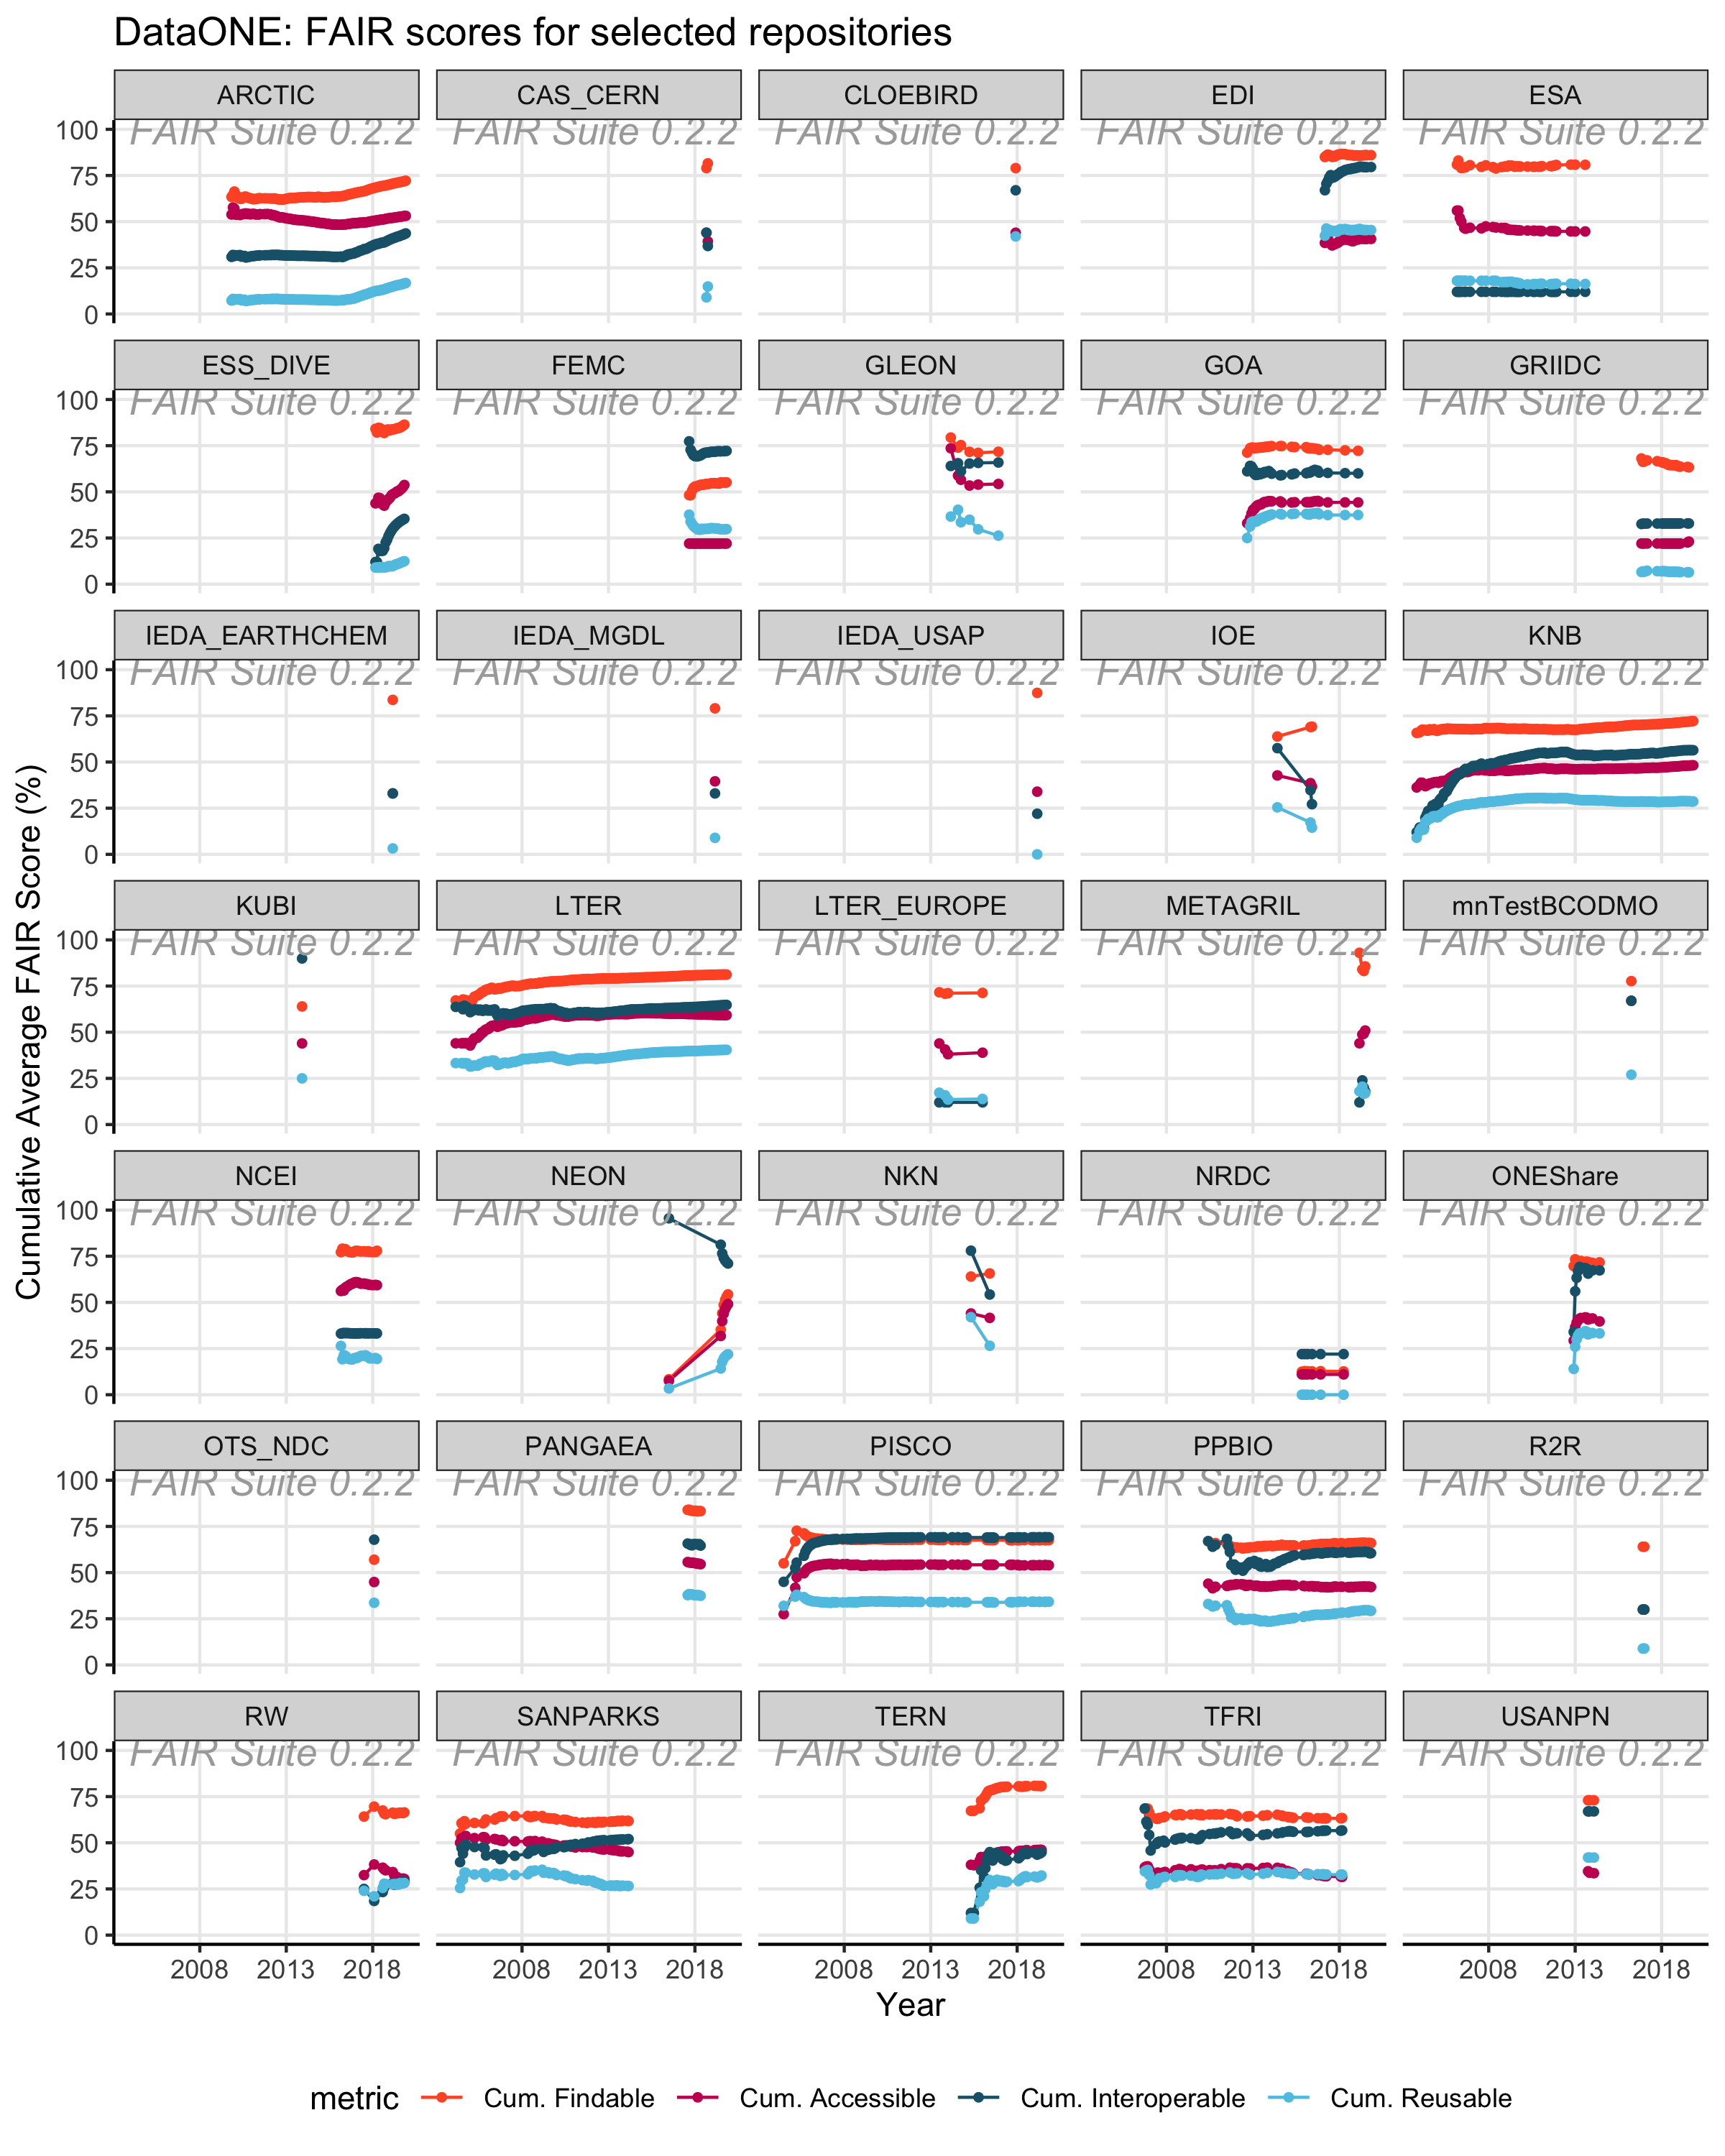 DataONE: FAIR scores for selected repositories
ARCTIC CAS_CERN CLOEBIRD EDI ESA
FAIR Suite 0.2.2 FAIR Suite 0.2.2 FAIR Suite 0.2.2 FAIR Suite 0.2.2 FAIR Suite 0.2.2
100
75
50
25
0
ESS_DIVE FEMC GLEON GOA GRIIDC
FAIR Suite 0.2.2 FAIR Suite 0.2.2 FAIR Suite 0.2.2 FAIR Suite 0.2.2 FAIR Suite 0.2.2
100
75
50
25
0
IEDA_EARTHCHEM IEDA_MGDL IEDA_USAP IOE KNB
FAIR Suite 0.2.2 FAIR Suite 0.2.2 FAIR Suite 0.2.2 FAIR Suite 0.2.2 FAIR Suite 0.2.2
100
75
50
25
0
KUBI LTER LTER_EUROPE METAGRIL mnTestBCODMO
FAIR Suite 0.2.2 FAIR Suite 0.2.2 FAIR Suite 0.2.2 FAIR Suite 0.2.2 FAIR Suite 0.2.2
100
75
50
25
0
NCEI NEON NKN NRDC ONEShare
FAIR Suite 0.2.2 FAIR Suite 0.2.2 FAIR Suite 0.2.2 FAIR Suite 0.2.2 FAIR Suite 0.2.2
100
75
50
25
0
OTS_NDC PANGAEA PISCO PPBIO R2R
FAIR Suite 0.2.2 FAIR Suite 0.2.2 FAIR Suite 0.2.2 FAIR Suite 0.2.2 FAIR Suite 0.2.2
100
75
50
25
0
RW SANPARKS TERN TFRI USANPN
FAIR Suite 0.2.2 FAIR Suite 0.2.2 FAIR Suite 0.2.2 FAIR Suite 0.2.2 FAIR Suite 0.2.2
100
75
50
25
0
2008 2013 2018 2008 2013 2018 2008 2013 2018 2008 2013 2018 2008 2013 2018
Year
Cumulative Average FAIR Score (%)
metric Cum. Findable Cum. Accessible Cum. Interoperable Cum. Reusable